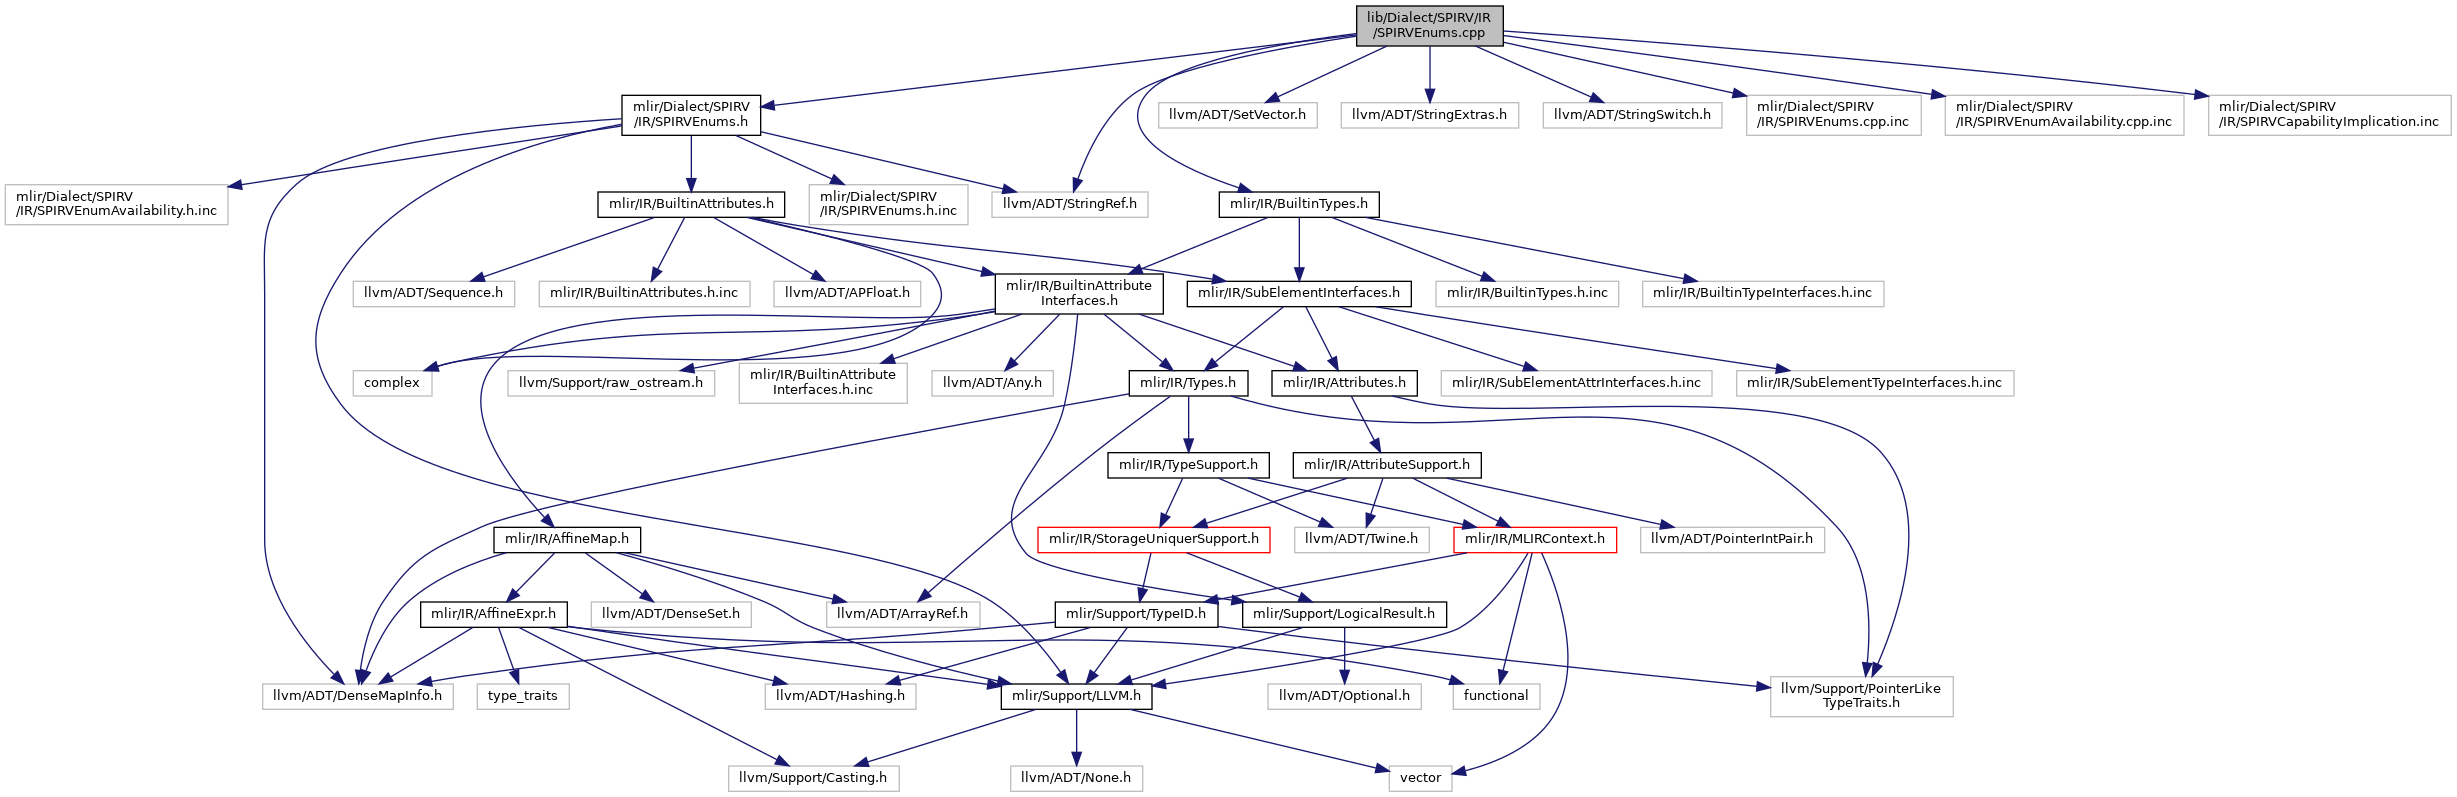 lib/Dialect/SPIRV/IR
/SPIRVEnums.cpp
mlir/Dialect/SPIRV
/IR/SPIRVEnums.h
llvm/ADT/SetVector.h
llvm/ADT/StringExtras.h
llvm/ADT/StringSwitch.h
mlir/Dialect/SPIRV
/IR/SPIRVEnums.cpp.inc
mlir/Dialect/SPIRV
/IR/SPIRVEnumAvailability.cpp.inc
mlir/Dialect/SPIRV
/IR/SPIRVCapabilityImplication.inc
mlir/Dialect/SPIRV
/IR/SPIRVEnumAvailability.h.inc
mlir/IR/BuiltinAttributes.h
mlir/Dialect/SPIRV
/IR/SPIRVEnums.h.inc
llvm/ADT/StringRef.h
mlir/IR/BuiltinTypes.h
llvm/ADT/Sequence.h
mlir/IR/BuiltinAttributes.h.inc
llvm/ADT/APFloat.h
mlir/IR/BuiltinAttribute
Interfaces.h
mlir/IR/SubElementInterfaces.h
mlir/IR/BuiltinTypes.h.inc
mlir/IR/BuiltinTypeInterfaces.h.inc
complex
llvm/Support/raw_ostream.h
mlir/IR/BuiltinAttribute
Interfaces.h.inc
llvm/ADT/Any.h
mlir/IR/Types.h
mlir/IR/Attributes.h
mlir/IR/SubElementAttrInterfaces.h.inc
mlir/IR/SubElementTypeInterfaces.h.inc
mlir/IR/TypeSupport.h
mlir/IR/AttributeSupport.h
mlir/IR/AffineMap.h
mlir/IR/StorageUniquerSupport.h
llvm/ADT/Twine.h
mlir/IR/MLIRContext.h
llvm/ADT/PointerIntPair.h
mlir/IR/AffineExpr.h
llvm/ADT/DenseSet.h
llvm/ADT/ArrayRef.h
mlir/Support/TypeID.h
mlir/Support/LogicalResult.h
llvm/ADT/DenseMapInfo.h
type_traits
llvm/ADT/Hashing.h
mlir/Support/LLVM.h
llvm/ADT/Optional.h
functional
llvm/Support/PointerLike
TypeTraits.h
llvm/Support/Casting.h
llvm/ADT/None.h
vector